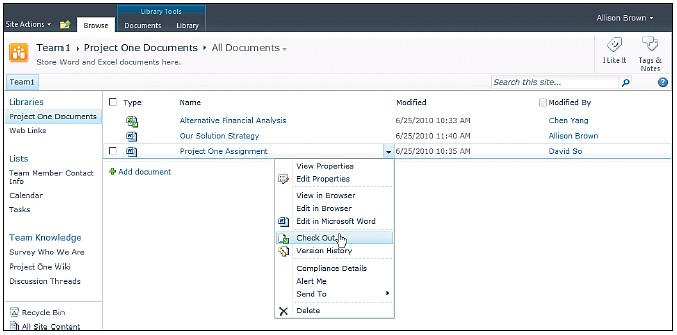 Library Tools
Site Actions Browse Documents Library Allison Brown
Team1 Project One Documents All Documents
Store Word and Excel documents here.
I Like It Tags & Notes
Team1 Search this site...
Libraries
Project One Documents
Web Links
Lists
Team Member Contact Info
Calendar
Tasks
Team Knowledge
Survey Who We Are
Project One Wiki
Discussion Threads
Recycle Bin
All Site Content
Type Name Modified Modified By
Alternative Financial Analysis 6/25/2010 10:33 AM Chen Yang
Our Solution Strategy 6/25/2010 11:40 AM Allison Brown
Project One Assignment 6/25/2010 10:35 AM David So
Add document
View Properties
Edit Properties
View in Browser
Edit in Browser
Edit in Microsoft Word
Check Out
Version History
Compliance Details
Alert Me
Send To
Delete